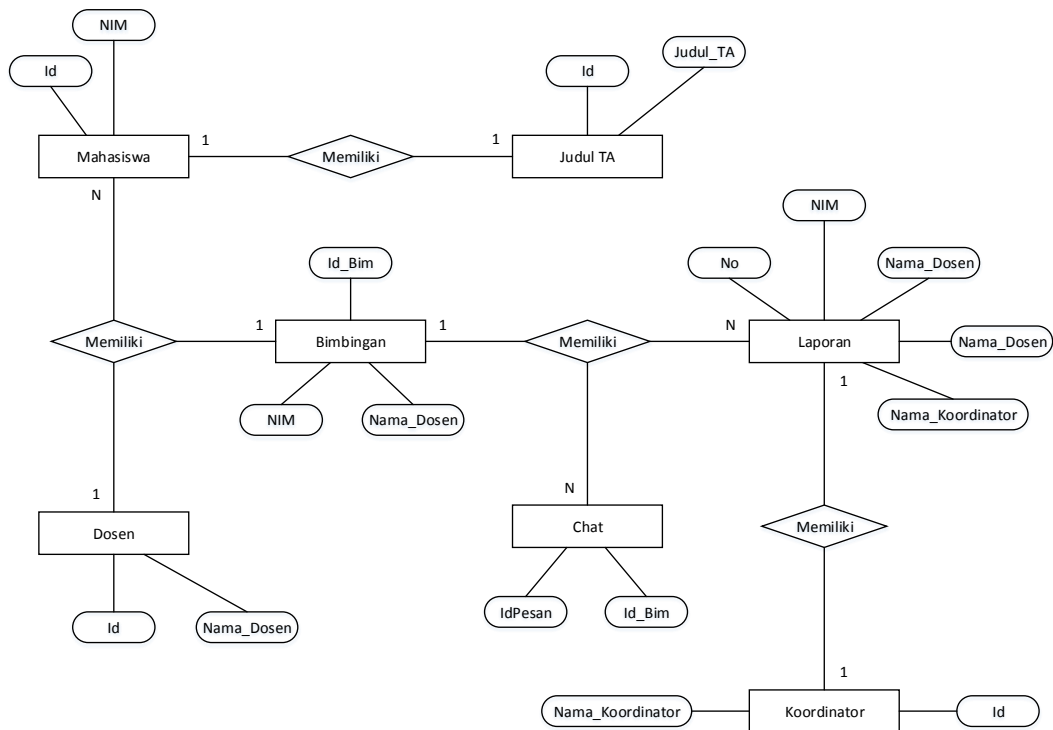 NIM
Id
Id
Judul_TA
Mahasiswa
1
Memiliki
1
Judul TA
N
NIM
Id_Bim
No
Nama_Dosen
Memiliki
1
Bimbingan
1
Memiliki
N
Laporan
Nama_Dosen
1
NIM
Nama_Dosen
Nama_Koordinator
1
N
Dosen
Chat
Memiliki
Id
Nama_Dosen
IdPesan
Id_Bim
1
Nama_Koordinator
Koordinator
Id